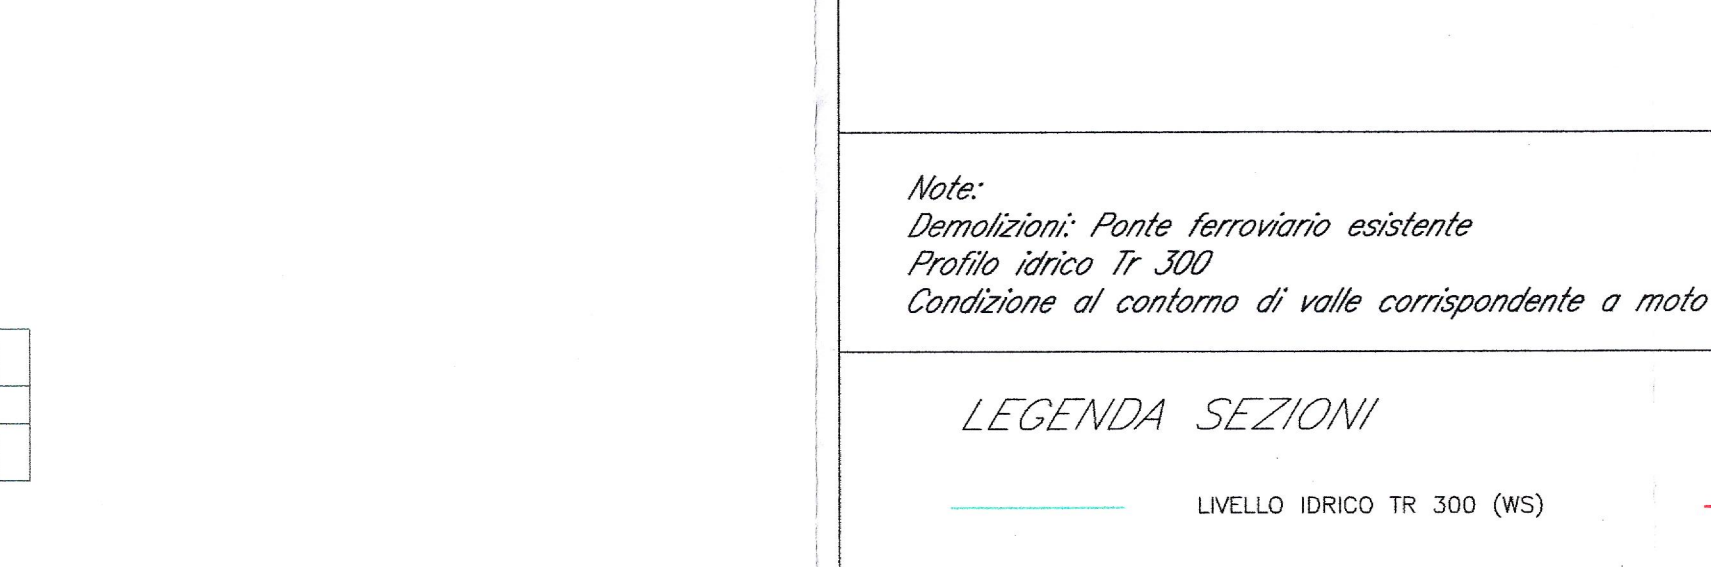 Note:
Demolizioni: Ponte ferroviario esistente
Profilo idrico Tr 300
Condizione al contorno di valle corrispondente a moto
LEGENDA SEZIONI
LIVELLO IDRICO TR 300 (WS)